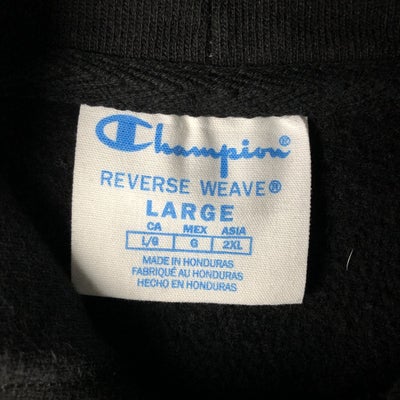 Champion®
REVERSE WEAVE®
LARGE
CA MEX ASIA
L/G G 2XL
MADE IN HONDURAS
FABRIQUÉ AU HONDURAS
HECHO EN HONDURAS